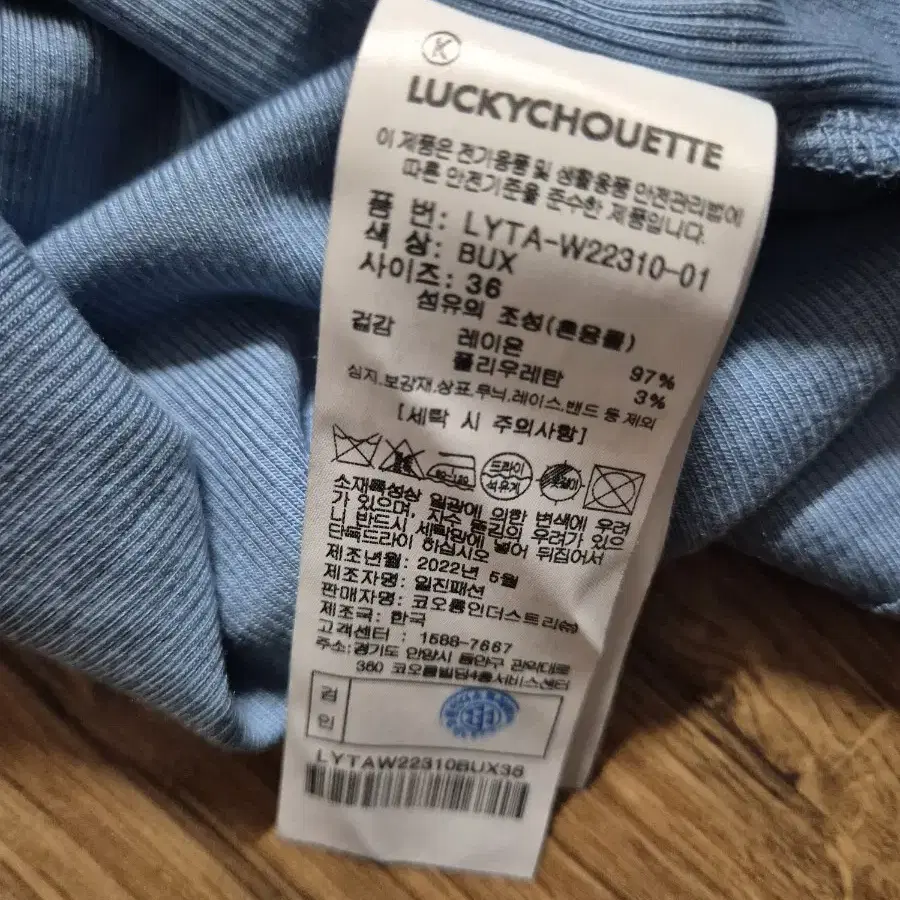 K
LUCKYCHOUETTE
이 제품은 전기용품 및 생활용품 안전관리법에
따른 안전기준을 준수한 제품입니다.
품 번: LYTA-W22310-01
색 상: BUX
사이즈: 36
섬유의 조성(혼용률)
겉감 레이온 97%
폴리우레탄 3%
심지,보강재,상표,무늬,레이스,밴드 등 제외
[세탁 시 주의사항]
드라이
석유계
소재특성상 일광에 의한 변색에 우려
가 있으며, 자수 뜯김의 우려가 있으
니 반드시 세탁망에 넣어 뒤집어서
단독드라이 하십시오
제조년월: 2022년 5월
제조자명: 일진패션
판매자명: 코오롱인더스트리㈜
제조국: 한국
고객센터 : 1588-7667
주소:경기도 안양시 동안구 관악대로
360 코오롱빌딩4층서비스센터
검
인
LYTAW22310BUX36